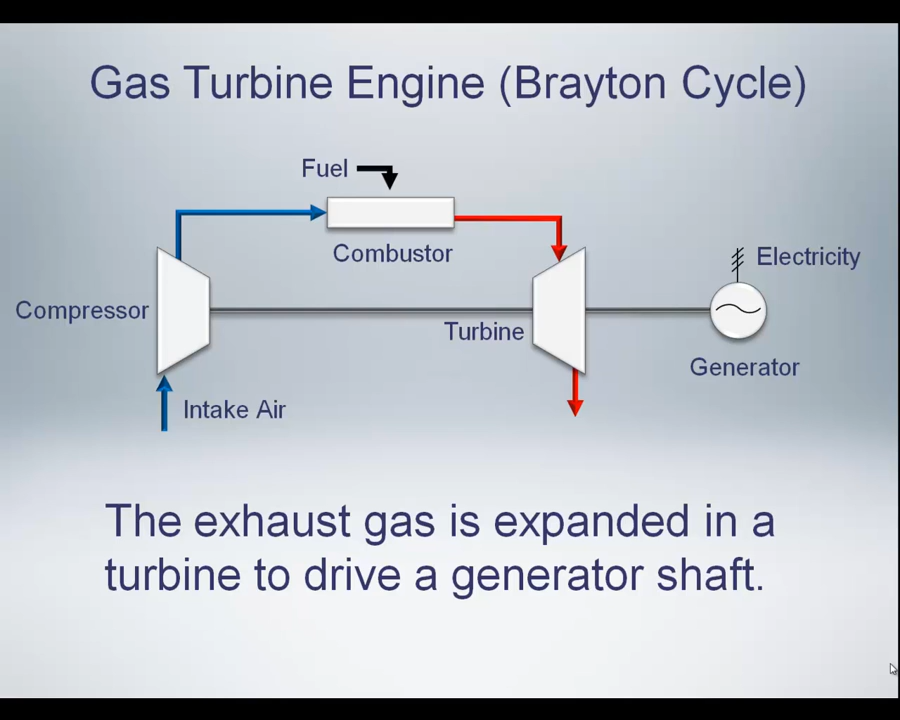 Gas Turbine Engine (Brayton Cycle)
Fuel
Combustor
Electricity
Compressor
Turbine
Generator
Intake Air
The exhaust gas is expanded in a
turbine to drive a generator shaft.